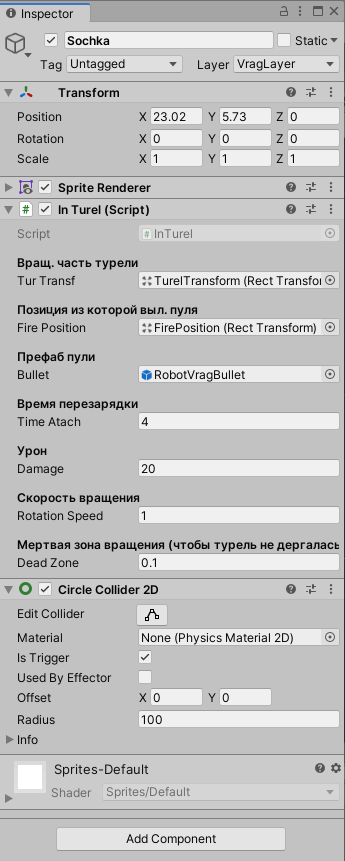 Inspector
Sochka Static
Tag Untagged Layer VragLayer
Transform
Position X 23.02 Y 5.73 Z 0
Rotation X 0 Y 0 Z 0
Scale X 1 Y 1 Z 1
Sprite Renderer
# In Turel (Script)
Script # InTurel
Вращ. часть турели
Tur Transf TurelTransform (Rect Transfor
Позиция из которой выл. пуля
Fire Position FirePosition (Rect Transform)
Префаб пули
Bullet RobotVragBullet
Время перезарядки
Time Atach 4
Урон
Damage 20
Скорость вращения
Rotation Speed 1
Мертвая зона вращения (чтобы турель не дергалась
Dead Zone 0.1
Circle Collider 2D
Edit Collider
Material None (Physics Material 2D)
Is Trigger
Used By Effector
Offset X 0 Y 0
Radius 100
Info
Sprites-Default
Shader Sprites/Default
Add Component